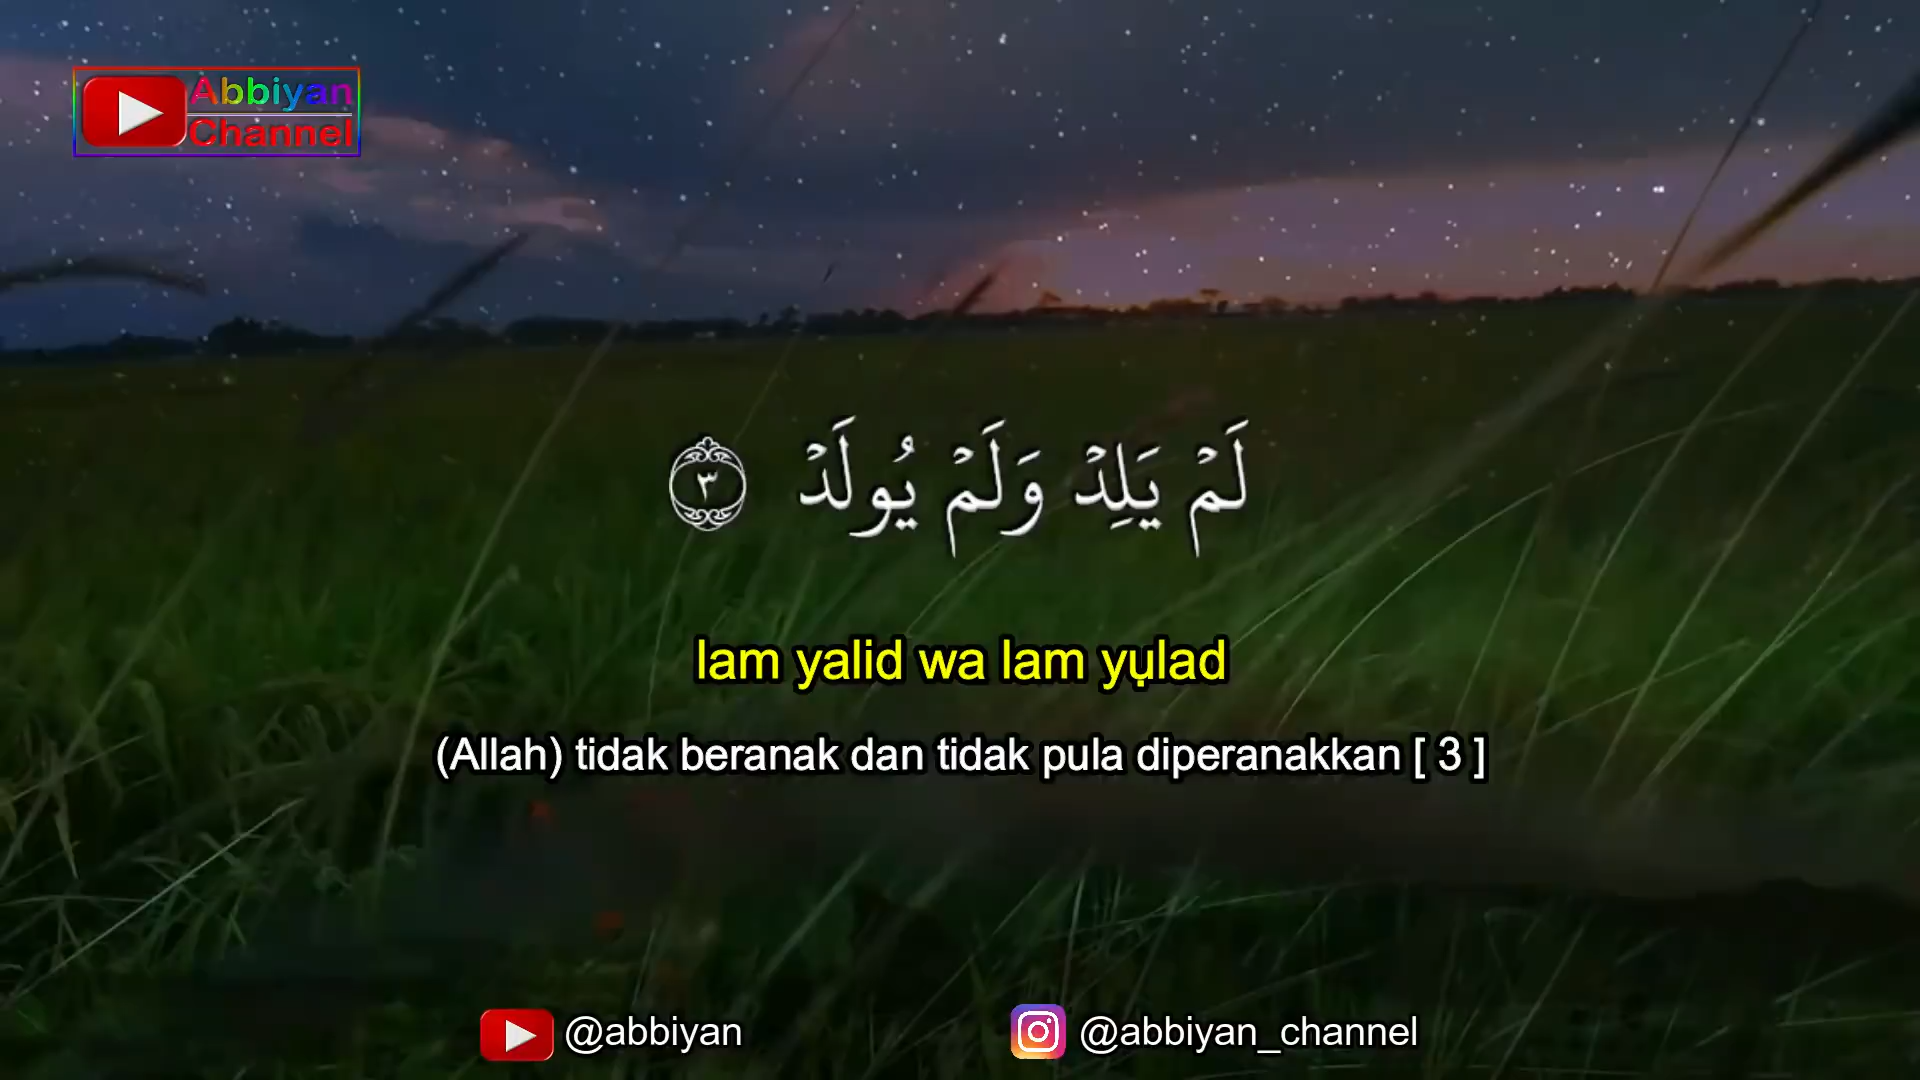 Abbiyan
Channel
لَمْ يَلِدْ وَلَمْ يُولَدْ ٣
lam yalid wa lam yụlad
(Allah) tidak beranak dan tidak pula diperanakkan [ 3 ]
@abbiyan
@abbiyan_channel